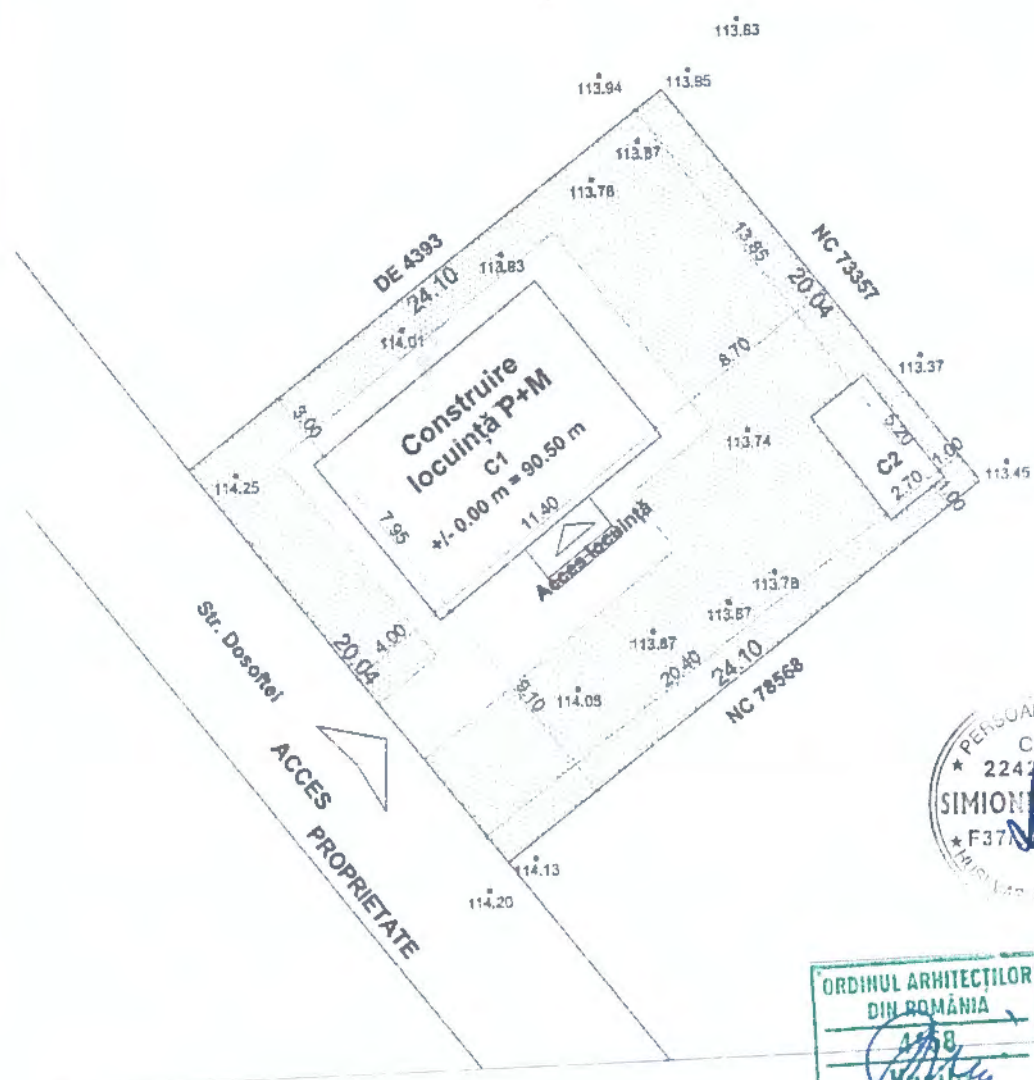 113.63
113.94
113.85
113.87
113.78
NC 73357
13.85
20.04
DE 4393
24.10
113.83
114.01
8.70
113.37
3.00
Construire
locuință P+M
C1
+/- 0.00 m = 90.50 m
113.74
5.20
C2
2.70
1.00
1.00
113.45
114.25
7.95
11.40
Acces locuință
113.78
113.87
113.87
Str. Dosoftei
20.04
4.00
20.40
24.10
NC 78568
9.10
114.05
ACCES
PROPRIETATE
114.13
114.20
SIMION
ORDINUL ARHITECȚILOR
DIN ROMÂNIA